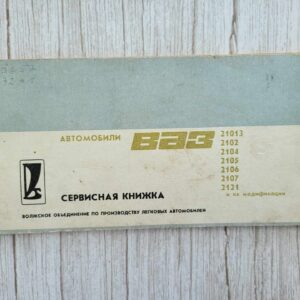 АВТОМОБИЛИ ВАЗ 21013
2102
2104
2105
2106
2107
2121
и их модификации
СЕРВИСНАЯ КНИЖКА
ВОЛЖСКОЕ ОБЪЕДИНЕНИЕ ПО ПРОИЗВОДСТВУ ЛЕГКОВЫХ АВТОМОБИЛЕЙ